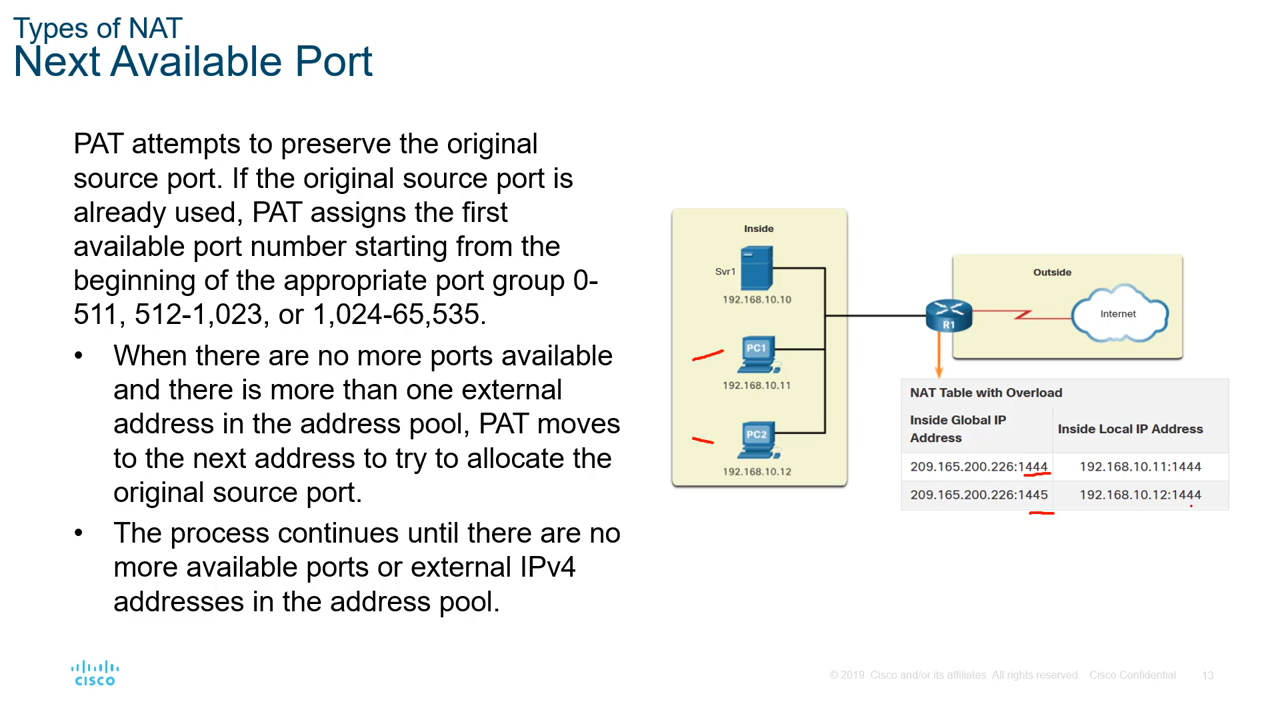 Types of NAT
Next Available Port
PAT attempts to preserve the original
source port. If the original source port is
already used, PAT assigns the first
available port number starting from the
beginning of the appropriate port group 0-
511, 512-1,023, or 1,024-65,535.
• When there are no more ports available
and there is more than one external
address in the address pool, PAT moves
to the next address to try to allocate the
original source port.
• The process continues until there are no
more available ports or external IPv4
addresses in the address pool.
Inside
Svr1
192.168.10.10
PC1
192.168.10.11
PC2
192.168.10.12
R1
Outside
Internet
NAT Table with Overload
Inside Global IP
Address
Inside Local IP Address
209.165.200.226:1444 192.168.10.11:1444
209.165.200.226:1445 192.168.10.12:1444
CISCO
© 2019 Cisco and/or its affiliates. All rights reserved. Cisco Confidential
13